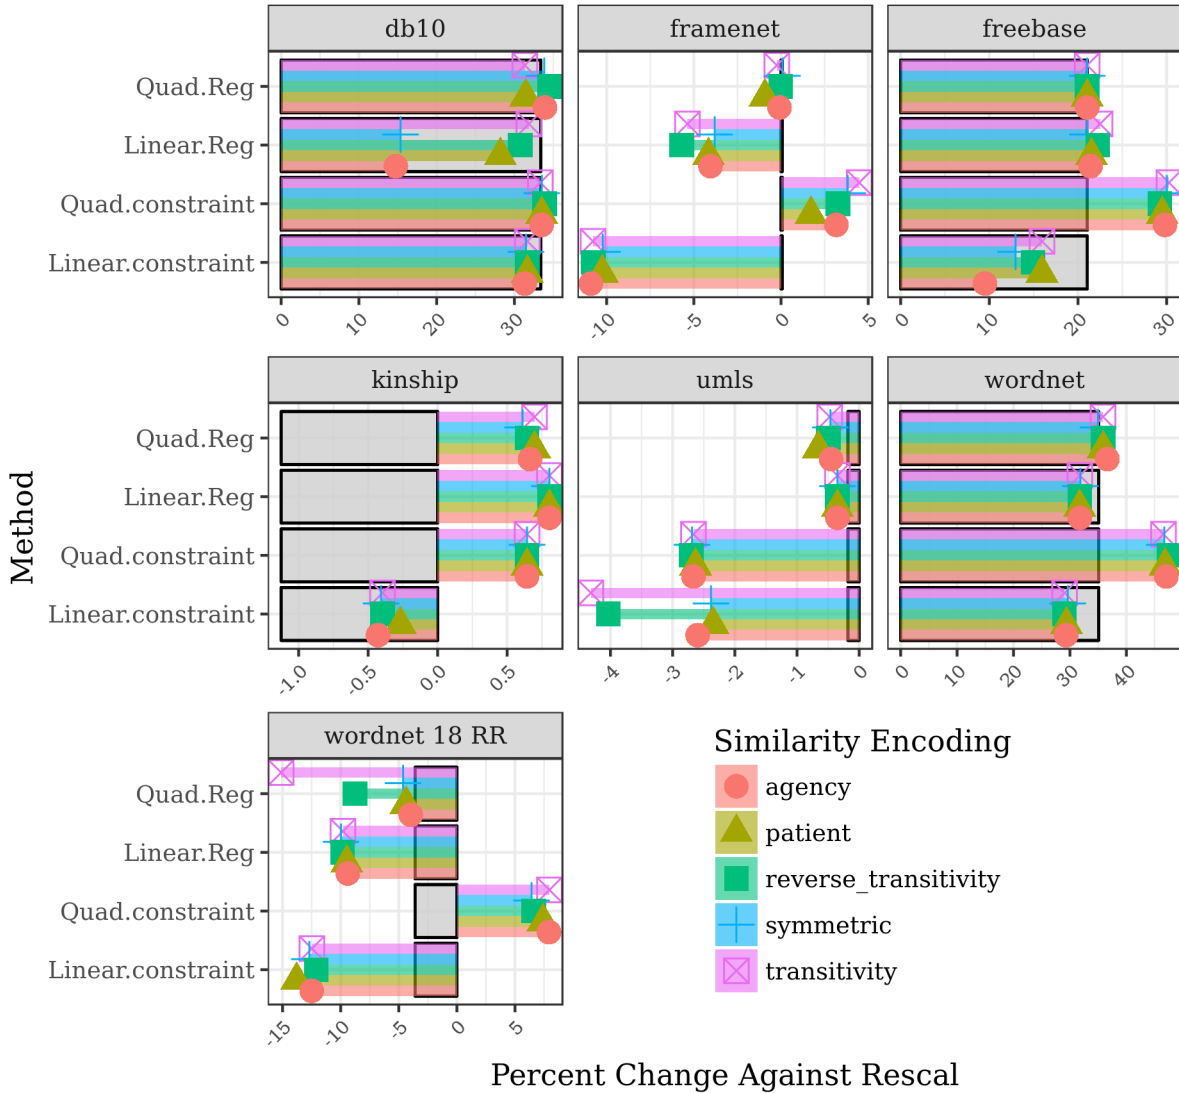 db10 framenet freebase
Quad.Reg
Linear.Reg
Quad.constraint
Linear.constraint
0 10 20 30 -10 -5 0 5 0 10 20 30
kinship umls wordnet
Quad.Reg
Linear.Reg
Quad.constraint
Linear.constraint
-1.0 -0.5 0.0 0.5 -4 -3 -2 -1 0 0 10 20 30 40
wordnet 18 RR
Quad.Reg
Linear.Reg
Quad.constraint
Linear.constraint
-15 -10 -5 0 5
Method
Similarity Encoding
agency
patient
reverse_transitivity
symmetric
transitivity
Percent Change Against Rescal